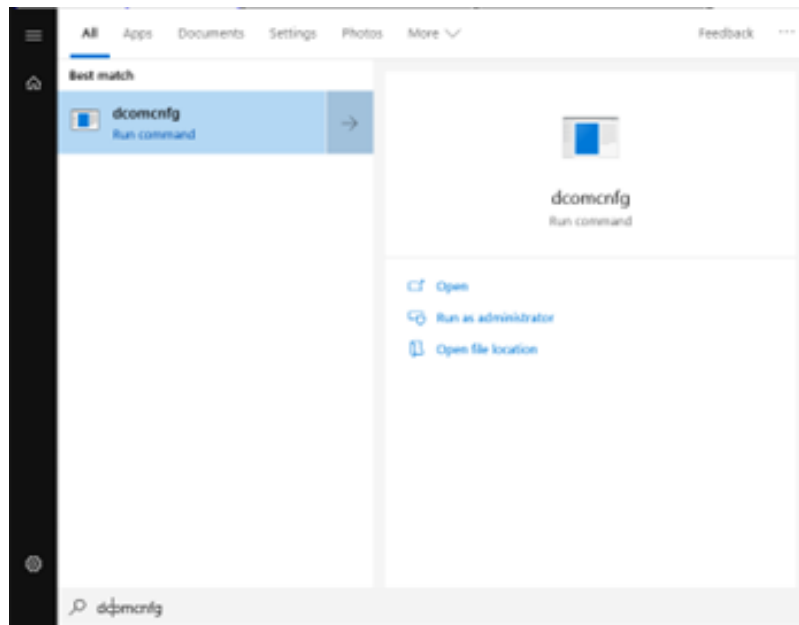 All Apps Documents Settings Photos More Feedback ...
Best match
dcomcnfg
Run command
dcomcnfg
Run command
Open
Run as administrator
Open file location
dcomcnfg